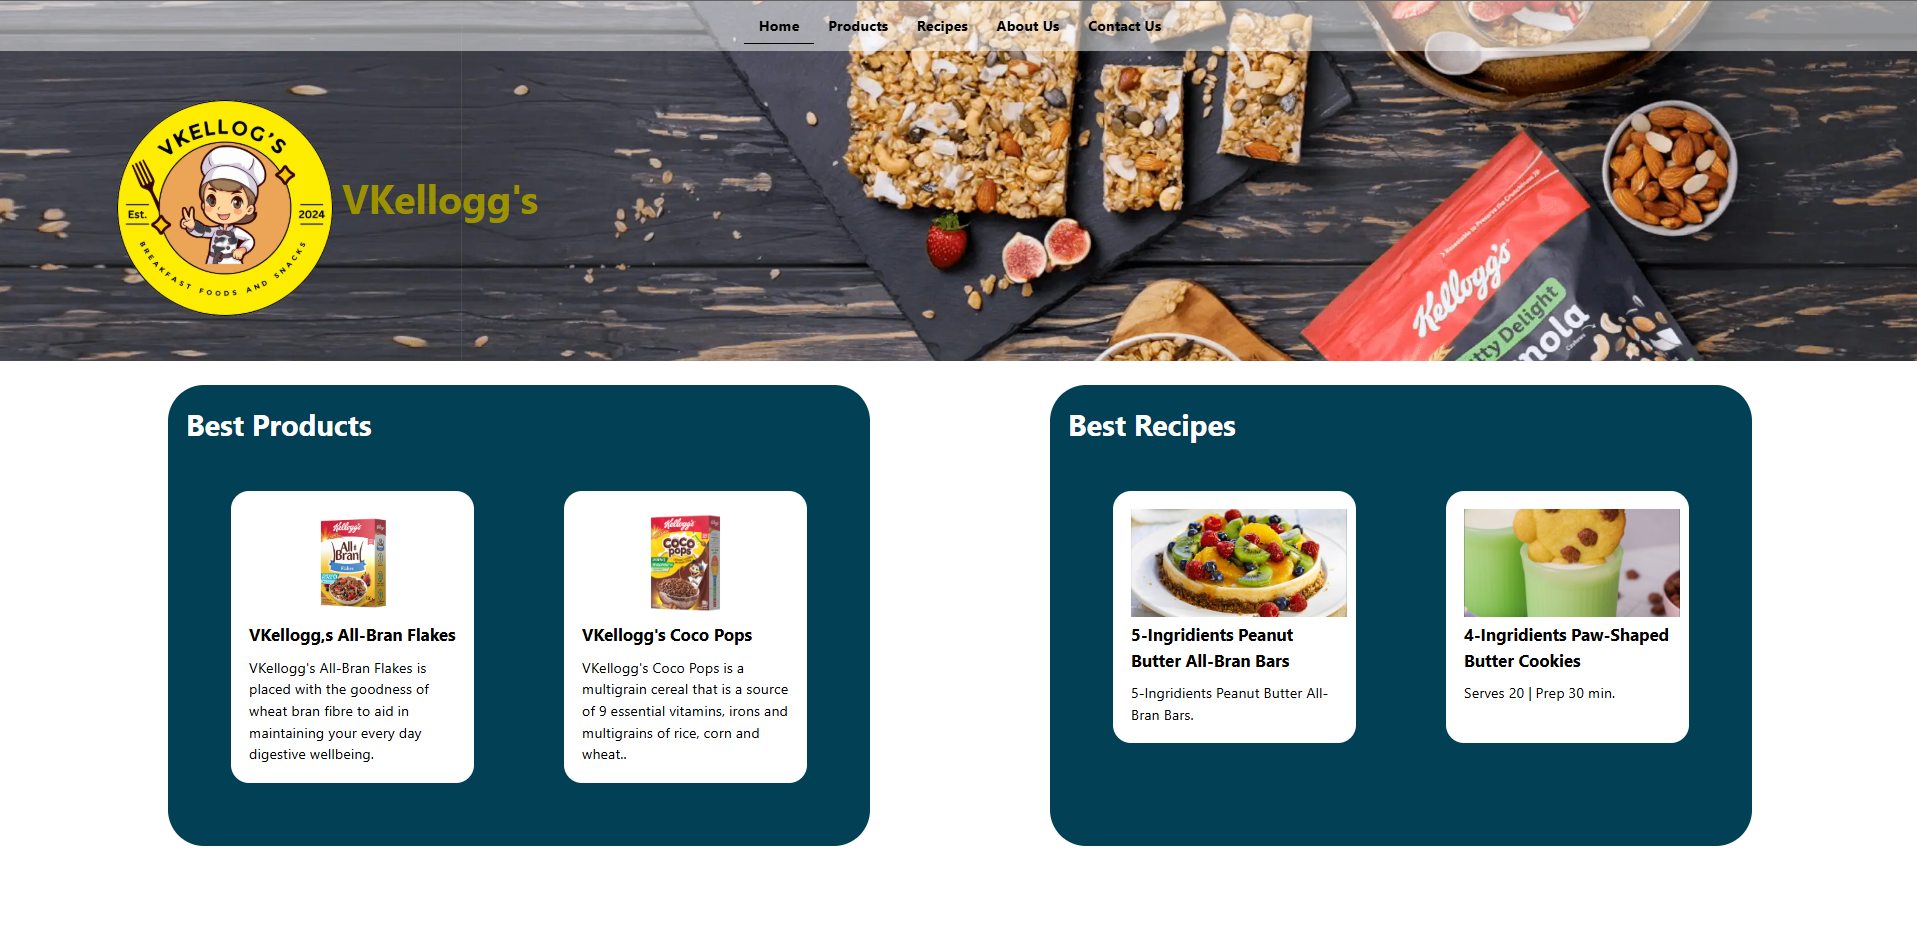 Home Products Recipes About Us Contact Us
VKELLOG'S
Est. 2024
BREAKFAST FOODS AND SNACKS
VKellogg's
Kellogg's
Nutty Delight
Best Products
Best Recipes
Kellogg's
All-Bran
Flakes
Kellogg's
COCO
pops
VKellogg,s All-Bran Flakes
VKellogg's All-Bran Flakes is
placed with the goodness of
wheat bran fibre to aid in
maintaining your every day
digestive wellbeing.
VKellogg's Coco Pops
VKellogg's Coco Pops is a
multigrain cereal that is a source
of 9 essential vitamins, irons and
multigrains of rice, corn and
wheat..
5-Ingridients Peanut
Butter All-Bran Bars
5-Ingridients Peanut Butter All-
Bran Bars.
4-Ingridients Paw-Shaped
Butter Cookies
Serves 20 | Prep 30 min.